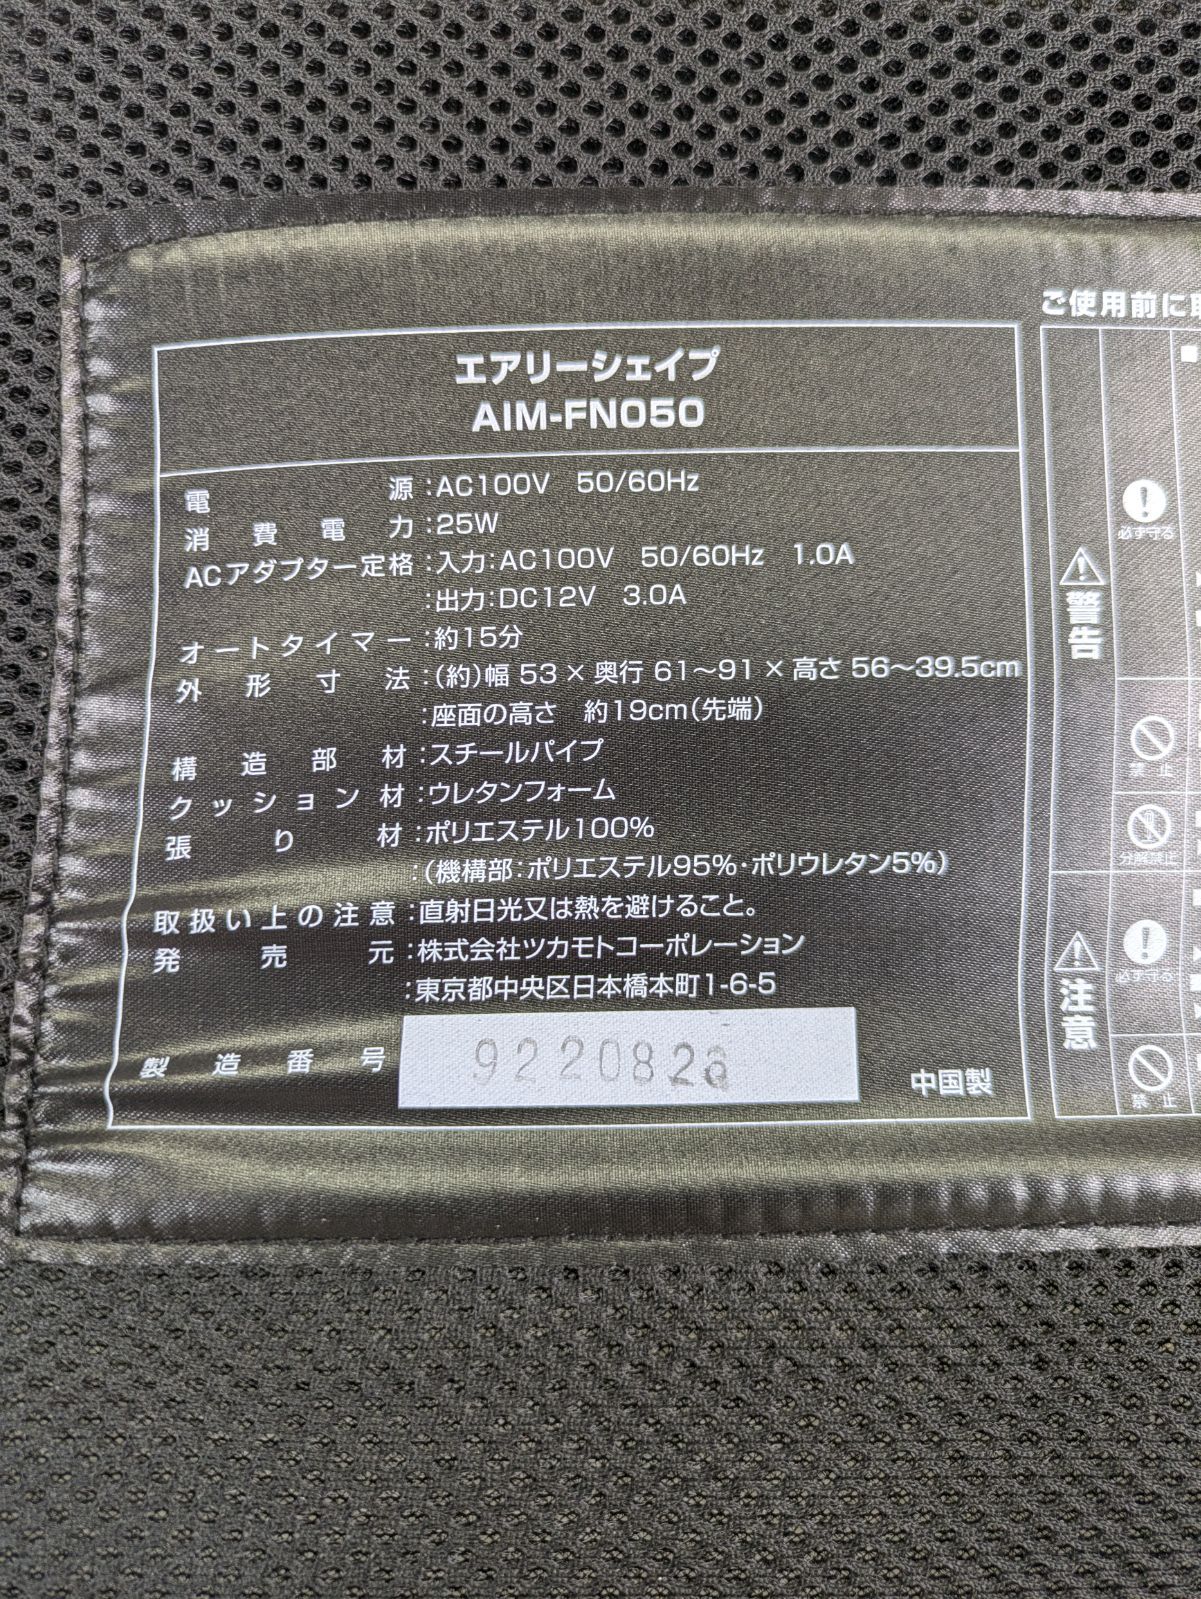 エアリーシェイプ
AIM-FN050
電源:AC100V 50/60Hz
消費電力:25W
ACアダプター定格:入力:AC100V 50/60Hz 1.0A
:出力:DC12V 3.0A
オートタイマー:約15分
外形寸法:(約)幅 53×奥行 61〜91×高さ 56〜39.5cm
:座面の高さ 約19cm(先端)
構造部材:スチールパイプ
クッション材:ウレタンフォーム
張り材:ポリエステル100%
:(機構部:ポリエステル95%・ポリウレタン5%)
取扱い上の注意:直射日光又は熱を避けること。
発売元:株式会社ツカモトコーポレーション
:東京都中央区日本橋本町1-6-5
製造番号 9220826
中国製
ご使用前に
警告
必ず守る
禁止
分解禁止
注意
必ず守る
禁止